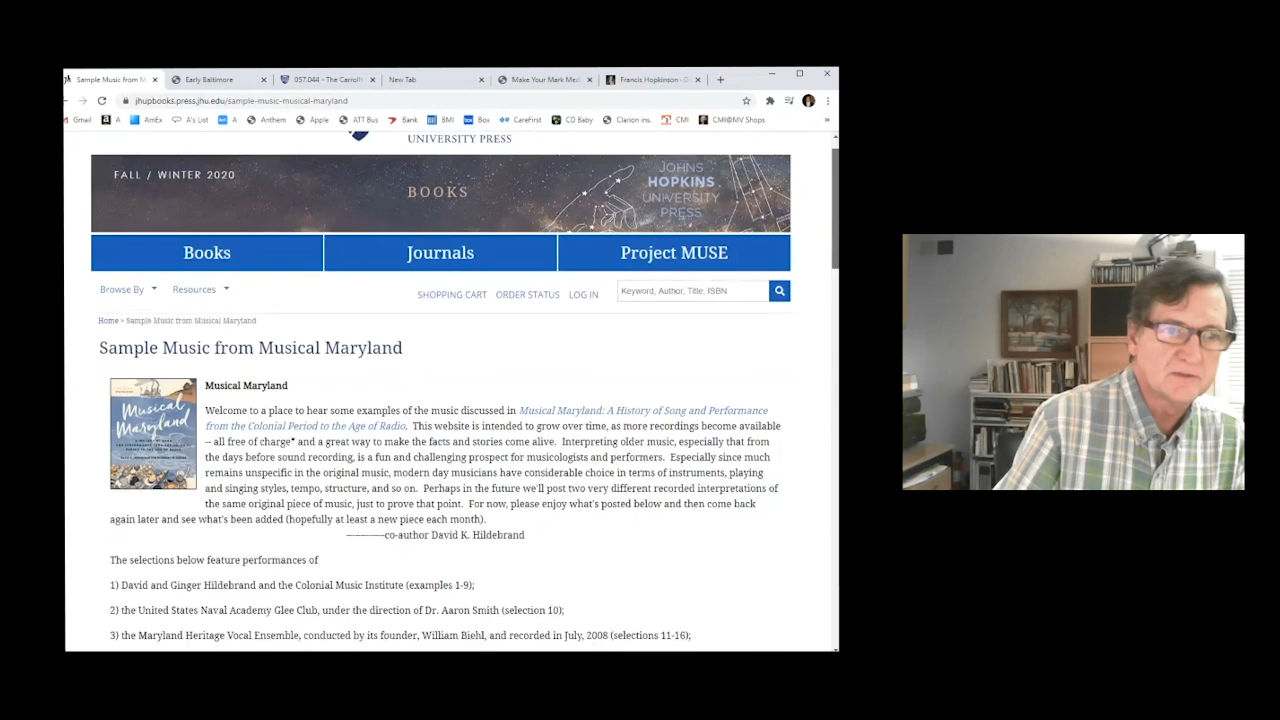 Sample Music from M
Early Baltimore
057.044 - The Carroll
New Tab
Make Your Mark Med
Francis Hopkinson -
jhupbooks.press.jhu.edu/sample-music-musical-maryland
Gmail A AmEx A's List A Anthem Apple ATT Bus Bank BMI Box CareFirst CD Baby Clarion ins. CMI CMI@MV Shops »
UNIVERSITY PRESS
FALL / WINTER 2020
BOOKS
JOHNS
HOPKINS
UNIVERSITY
PRESS
Books Journals Project MUSE
Browse By Resources
SHOPPING CART ORDER STATUS LOG IN
Keyword, Author, Title, ISBN
Home > Sample Music from Musical Maryland
Sample Music from Musical Maryland
Musical
Maryland
Musical Maryland
Welcome to a place to hear some examples of the music discussed in Musical Maryland: A History of Song and Performance
from the Colonial Period to the Age of Radio. This website is intended to grow over time, as more recordings become available
-- all free of charge* and a great way to make the facts and stories come alive. Interpreting older music, especially that from
the days before sound recording, is a fun and challenging prospect for musicologists and performers. Especially since much
remains unspecific in the original music, modern day musicians have considerable choice in terms of instruments, playing
and singing styles, tempo, structure, and so on. Perhaps in the future we'll post two very different recorded interpretations of
the same original piece of music, just to prove that point. For now, please enjoy what's posted below and then come back
again later and see what's been added (hopefully at least a new piece each month).
-------------co-author David K. Hildebrand
The selections below feature performances of
1) David and Ginger Hildebrand and the Colonial Music Institute (examples 1-9);
2) the United States Naval Academy Glee Club, under the direction of Dr. Aaron Smith (selection 10);
3) the Maryland Heritage Vocal Ensemble, conducted by its founder, William Biehl, and recorded in July, 2008 (selections 11-16);